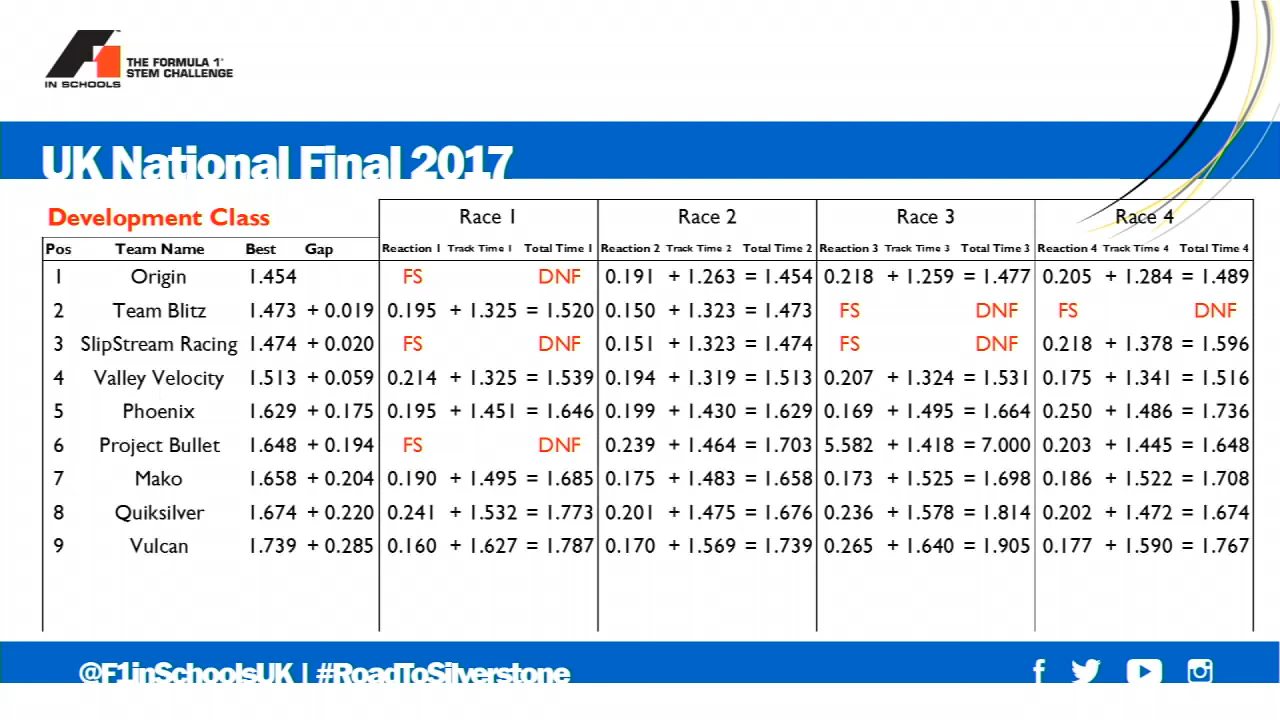 THE FORMULA 1®
STEM CHALLENGE
IN SCHOOLS
UK National Final 2017
Development Class Race 1 Race 2 Race 3 Race 4
Pos Team Name Best Gap Reaction 1 Track Time 1 Total Time 1 Reaction 2 Track Time 2 Total Time 2 Reaction 3 Track Time 3 Total Time 3 Reaction 4 Track Time 4 Total Time 4
1 Origin 1.454 FS DNF 0.191 + 1.263 = 1.454 0.218 + 1.259 = 1.477 0.205 + 1.284 = 1.489
2 Team Blitz 1.473 + 0.019 0.195 + 1.325 = 1.520 0.150 + 1.323 = 1.473 FS DNF FS DNF
3 SlipStream Racing 1.474 + 0.020 FS DNF 0.151 + 1.323 = 1.474 FS DNF 0.218 + 1.378 = 1.596
4 Valley Velocity 1.513 + 0.059 0.214 + 1.325 = 1.539 0.194 + 1.319 = 1.513 0.207 + 1.324 = 1.531 0.175 + 1.341 = 1.516
5 Phoenix 1.629 + 0.175 0.195 + 1.451 = 1.646 0.199 + 1.430 = 1.629 0.169 + 1.495 = 1.664 0.250 + 1.486 = 1.736
6 Project Bullet 1.648 + 0.194 FS DNF 0.239 + 1.464 = 1.703 5.582 + 1.418 = 7.000 0.203 + 1.445 = 1.648
7 Mako 1.658 + 0.204 0.190 + 1.495 = 1.685 0.175 + 1.483 = 1.658 0.173 + 1.525 = 1.698 0.186 + 1.522 = 1.708
8 Quiksilver 1.674 + 0.220 0.241 + 1.532 = 1.773 0.201 + 1.475 = 1.676 0.236 + 1.578 = 1.814 0.202 + 1.472 = 1.674
9 Vulcan 1.739 + 0.285 0.160 + 1.627 = 1.787 0.170 + 1.569 = 1.739 0.265 + 1.640 = 1.905 0.177 + 1.590 = 1.767
@F1inSchoolsUK | #RoadToSilverstone